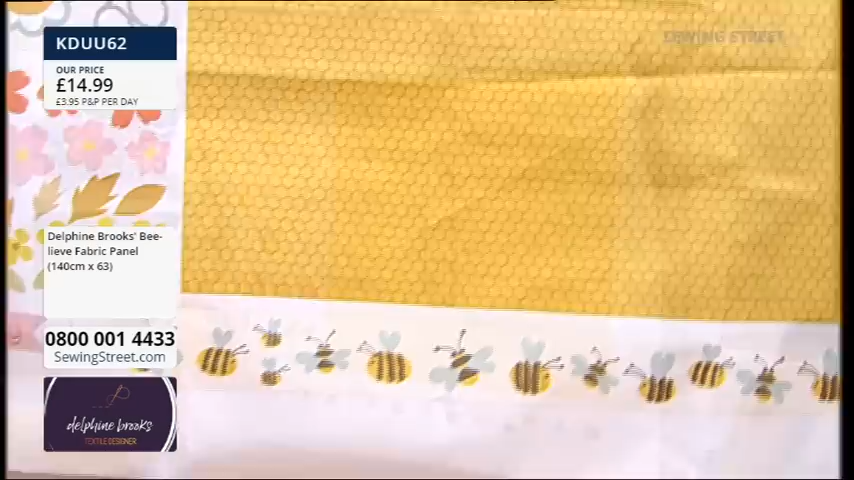 KDUU62
OUR PRICE
£14.99
£3.95 P&P PER DAY
SEWING STREET
Delphine Brooks' Bee-
lieve Fabric Panel
(140cm x 63)
0800 001 4433
SewingStreet.com
delphine brooks
TEXTILE DESIGNER